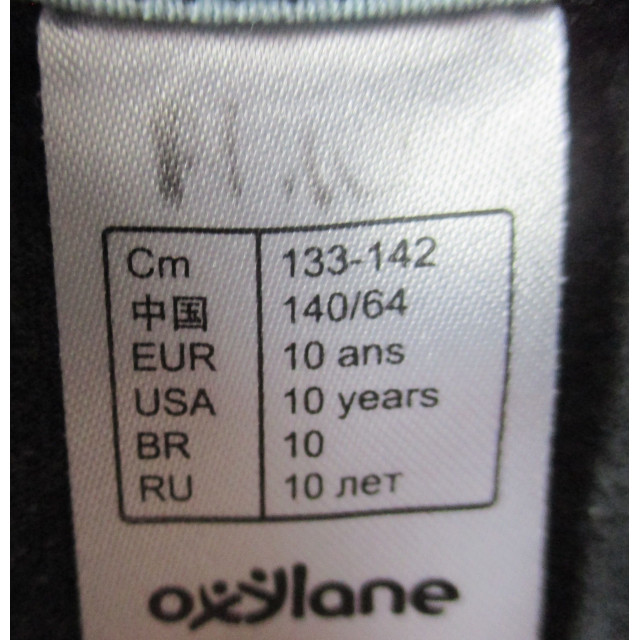 Cm 133-142
中国 140/64
EUR 10 ans
USA 10 years
BR 10
RU 10 лет
oxylane